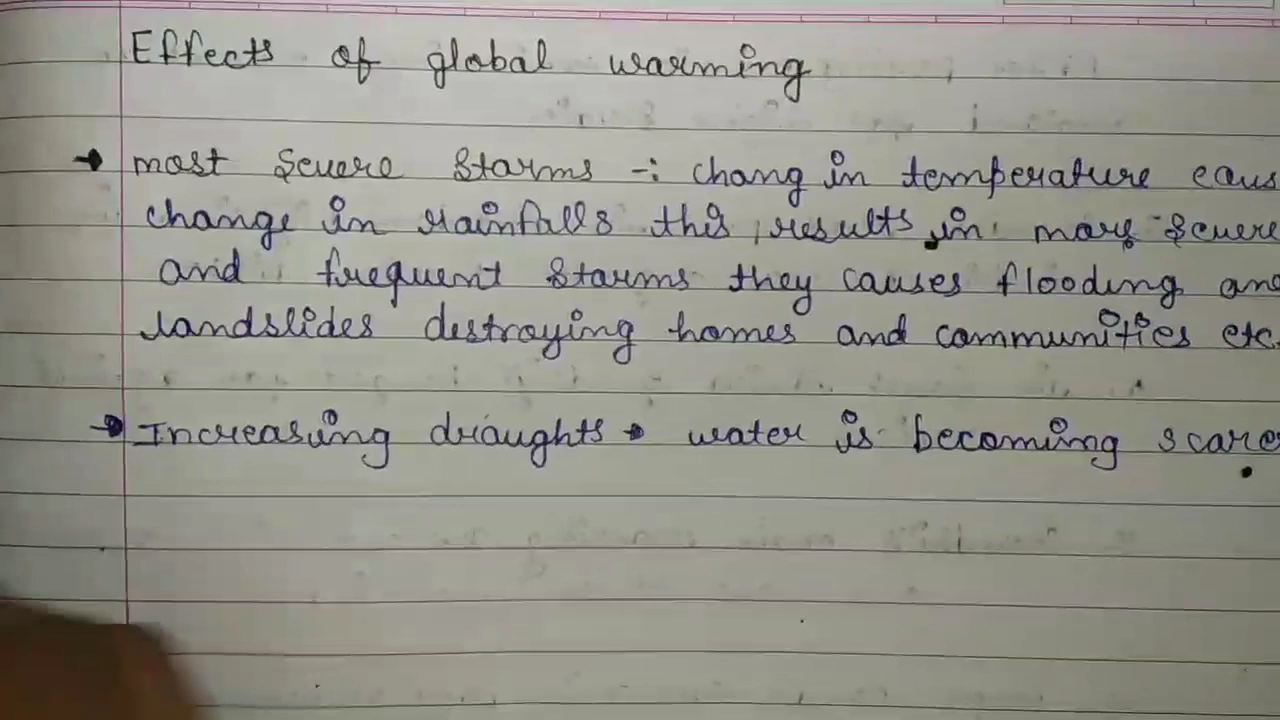 Effects of global warming
→ most severe storms -: chang in temperature caus
change in rainfalls this results in more severe
and frequent storms they causes flooding and
landslides destroying homes and communities etc.
→ Increasing draughts → water is becoming scare